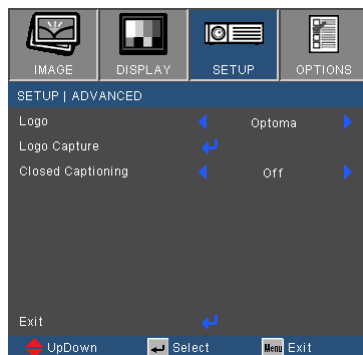 IMAGE DISPLAY SETUP OPTIONS
SETUP | ADVANCED
Logo Optoma
Logo Capture
Closed Captioning Off
Exit
UpDown Select Menu Exit